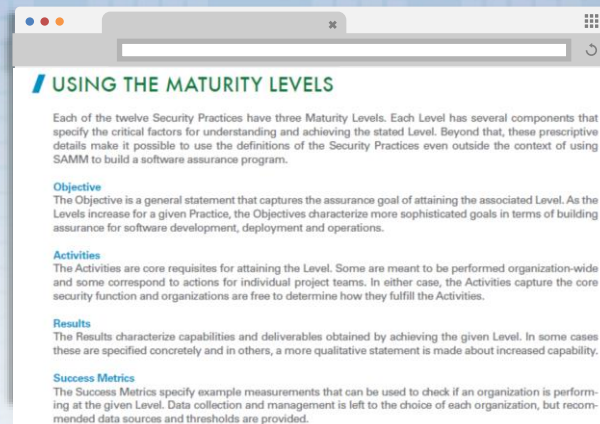 USING THE MATURITY LEVELS
Each of the twelve Security Practices have three Maturity Levels. Each Level has several components that
specify the critical factors for understanding and achieving the stated Level. Beyond that, these prescriptive
details make it possible to use the definitions of the Security Practices even outside the context of using
SAMM to build a software assurance program.
Objective
The Objective is a general statement that captures the assurance goal of attaining the associated Level. As the
Levels increase for a given Practice, the Objectives characterize more sophisticated goals in terms of building
assurance for software development, deployment and operations.
Activities
The Activities are core requisites for attaining the Level. Some are meant to be performed organization-wide
and some correspond to actions for individual project teams. In either case, the Activities capture the core
security function and organizations are free to determine how they fulfill the Activities.
Results
The Results characterize capabilities and deliverables obtained by achieving the given Level. In some cases
these are specified concretely and in others, a more qualitative statement is made about increased capability.
Success Metrics
The Success Metrics specify example measurements that can be used to check if an organization is perform-
ing at the given Level. Data collection and management is left to the choice of each organization, but recom-
mended data sources and thresholds are provided.